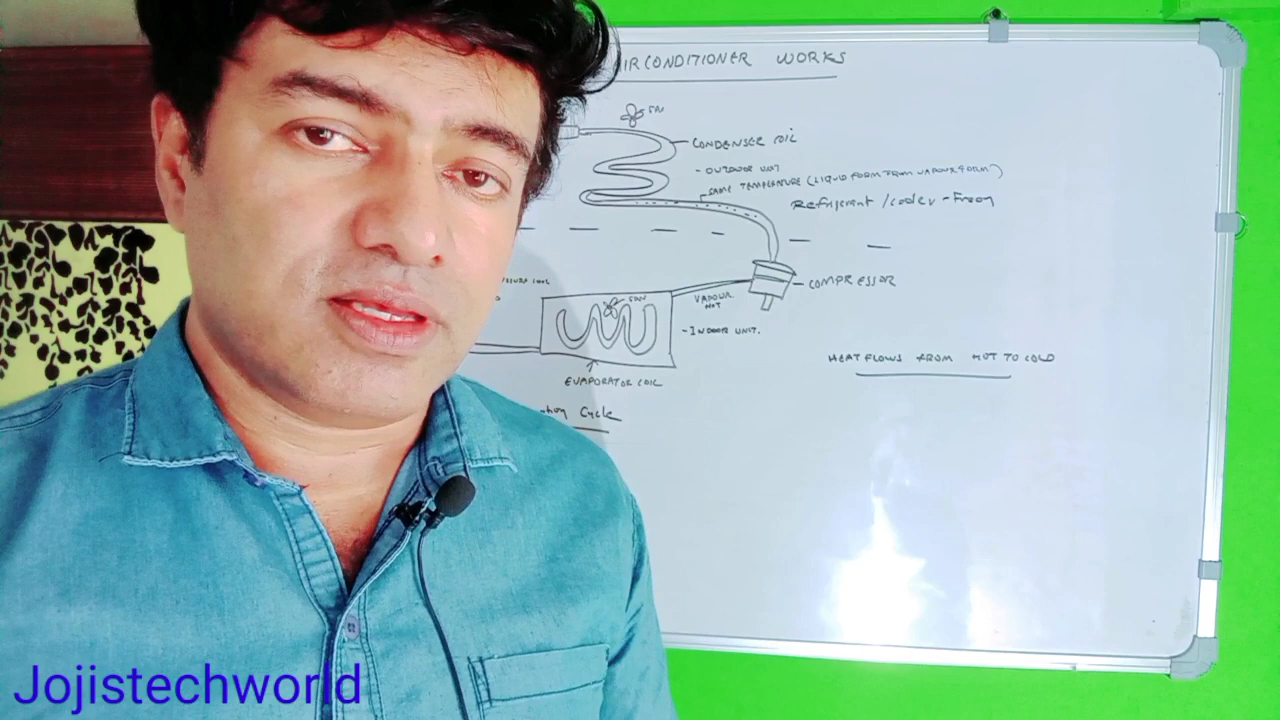 IRCONDITIONER WORKS
FAN
CONDENSER COIL
- OUTDOOR UNIT
SAME TEMPERATURE (LIQUID FORM FROM VAPOUR FORM)
Refrigerant / cooler - Freon
COMPRESSOR
VAPOUR
HOT
FAN
- INDOOR UNIT.
HEAT FLOWS FROM HOT TO COLD
EVAPORATOR COIL
Cycle
Jojistechworld